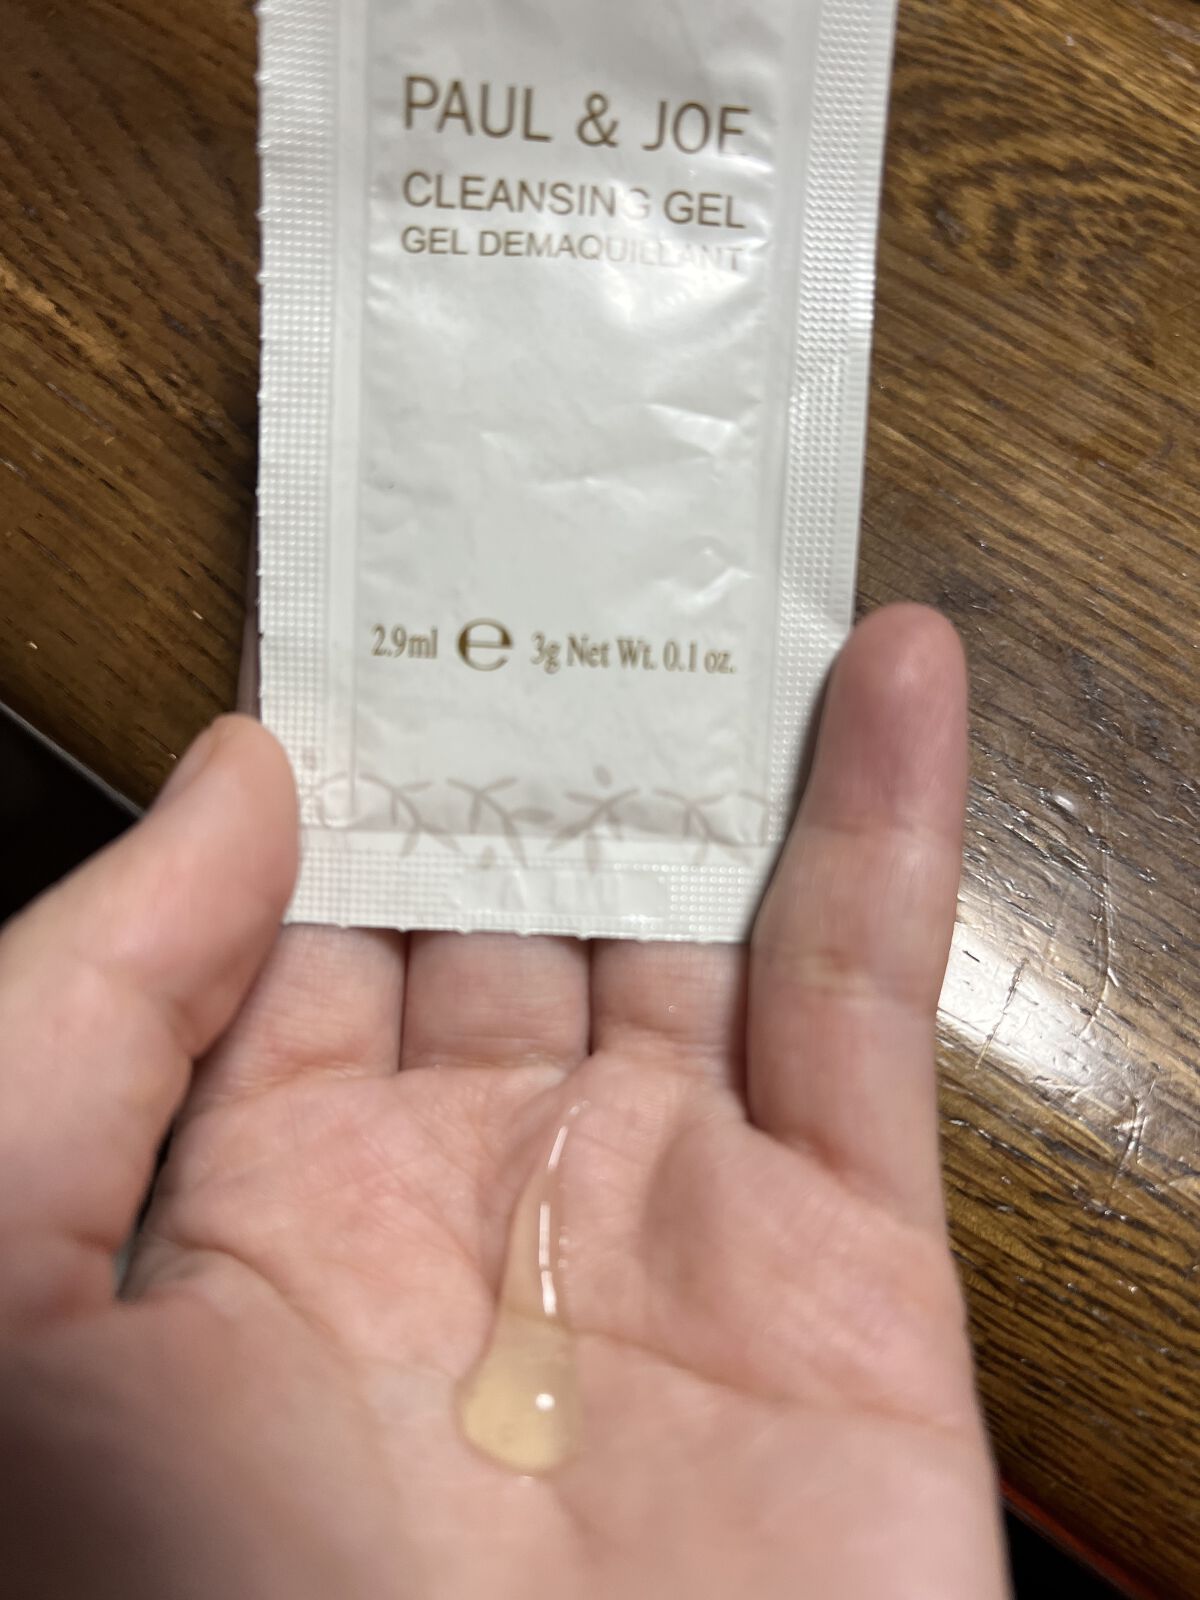 PAUL & JOE
CLEANSING GEL
GEL DEMAQUILLANT
2.9ml e 3g Net Wt. 0.1 oz.